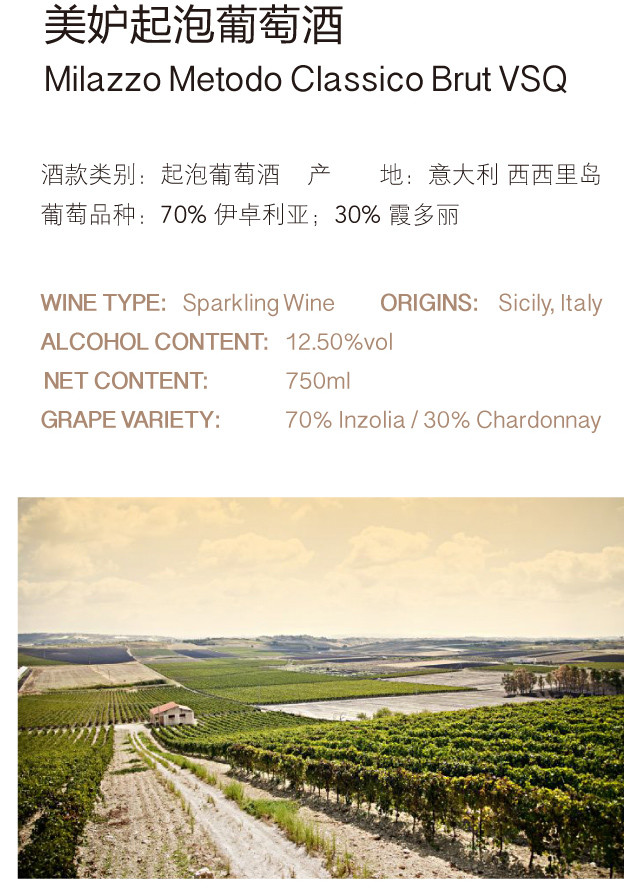 美妒起泡葡萄酒
Milazzo Metodo Classico Brut VSQ
酒款类别：起泡葡萄酒 产 地：意大利 西西里岛
葡萄品种：70% 伊卓利亚；30% 霞多丽
WINE TYPE: Sparkling Wine ORIGINS: Sicily, Italy
ALCOHOL CONTENT: 12.50%vol
NET CONTENT: 750ml
GRAPE VARIETY: 70% Inzolia / 30% Chardonnay